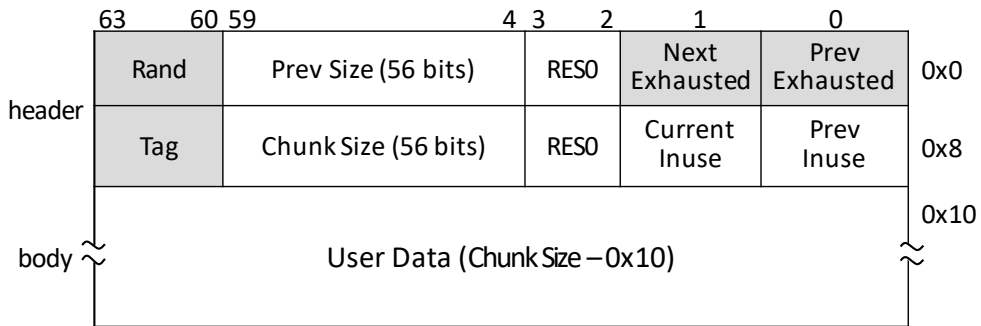 63 60 59 4 3 2 1 0
Rand Prev Size (56 bits) RES0 Next Exhausted Prev Exhausted 0x0
header
Tag Chunk Size (56 bits) RES0 Current Inuse Prev Inuse 0x8
0x10
body User Data (Chunk Size – 0x10)